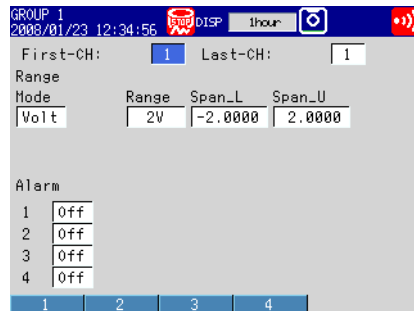 GROUP 1
2008/01/23 12:34:56 STOP DISP 1hour
First-CH: 1 Last-CH: 1
Range
Mode Range Span_L Span_U
Volt 2V -2.0000 2.0000
Alarm
1 Off
2 Off
3 Off
4 Off
1 2 3 4